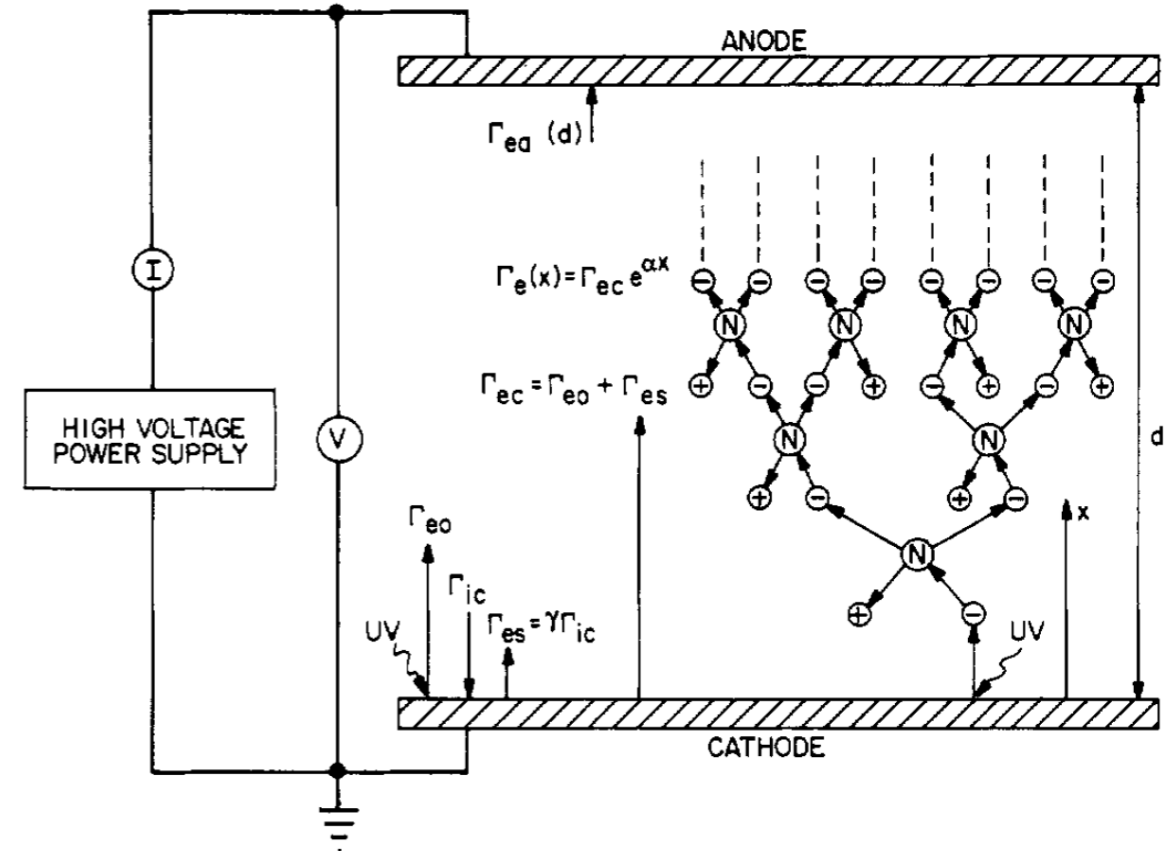 ANODE
Γea (d)
I
Γe(x) = Γec e^αx
− − − − − − − −
N N N N
Γec = Γeo + Γes
+ − − + − + − +
HIGH VOLTAGE
POWER SUPPLY
V
N N
d
+ − + −
x
Γeo
N
Γic
Γes = γΓic
+ −
UV
UV
CATHODE